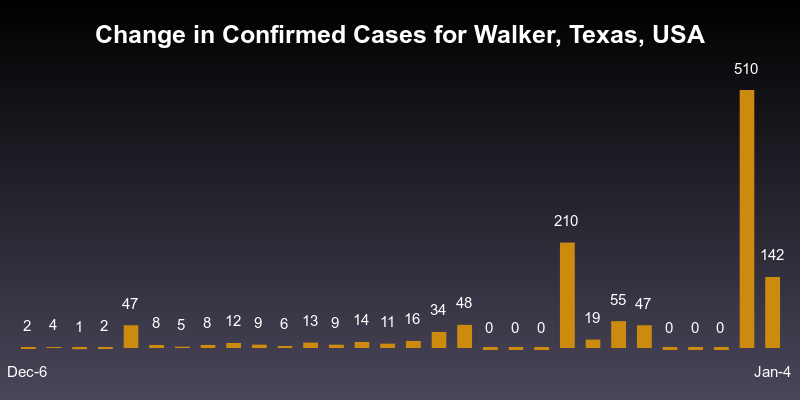 Change in Confirmed Cases for Walker, Texas, USA
510
210
142
47 34 48 55 47
2 4 1 2 8 5 8 12 9 6 13 9 14 11 16 0 0 0 19 0 0 0
Dec-6 Jan-4